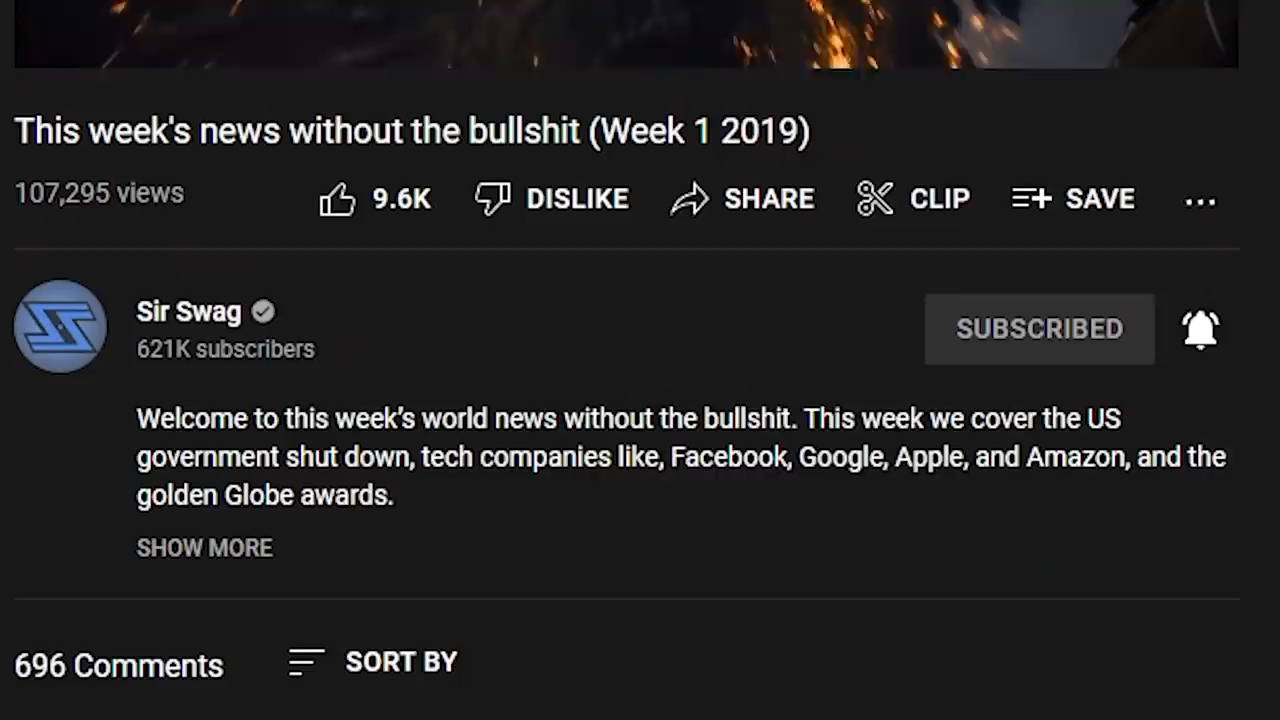 This week's news without the bullshit (Week 1 2019)
107,295 views
9.6K
DISLIKE
SHARE
CLIP
SAVE
Sir Swag
621K subscribers
SUBSCRIBED
Welcome to this week’s world news without the bullshit. This week we cover the US
government shut down, tech companies like, Facebook, Google, Apple, and Amazon, and the
golden Globe awards.
SHOW MORE
696 Comments
SORT BY